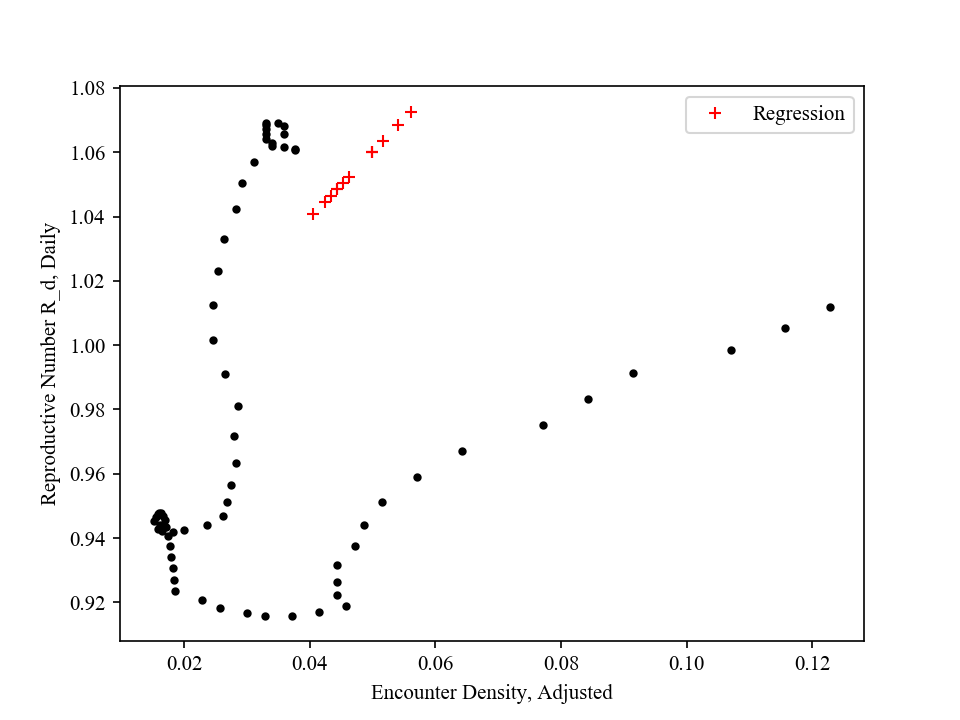 1.08
1.06
1.04
1.02
1.00
0.98
0.96
0.94
0.92
Reproductive Number R_d, Daily
Regression
0.02 0.04 0.06 0.08 0.10 0.12
Encounter Density, Adjusted